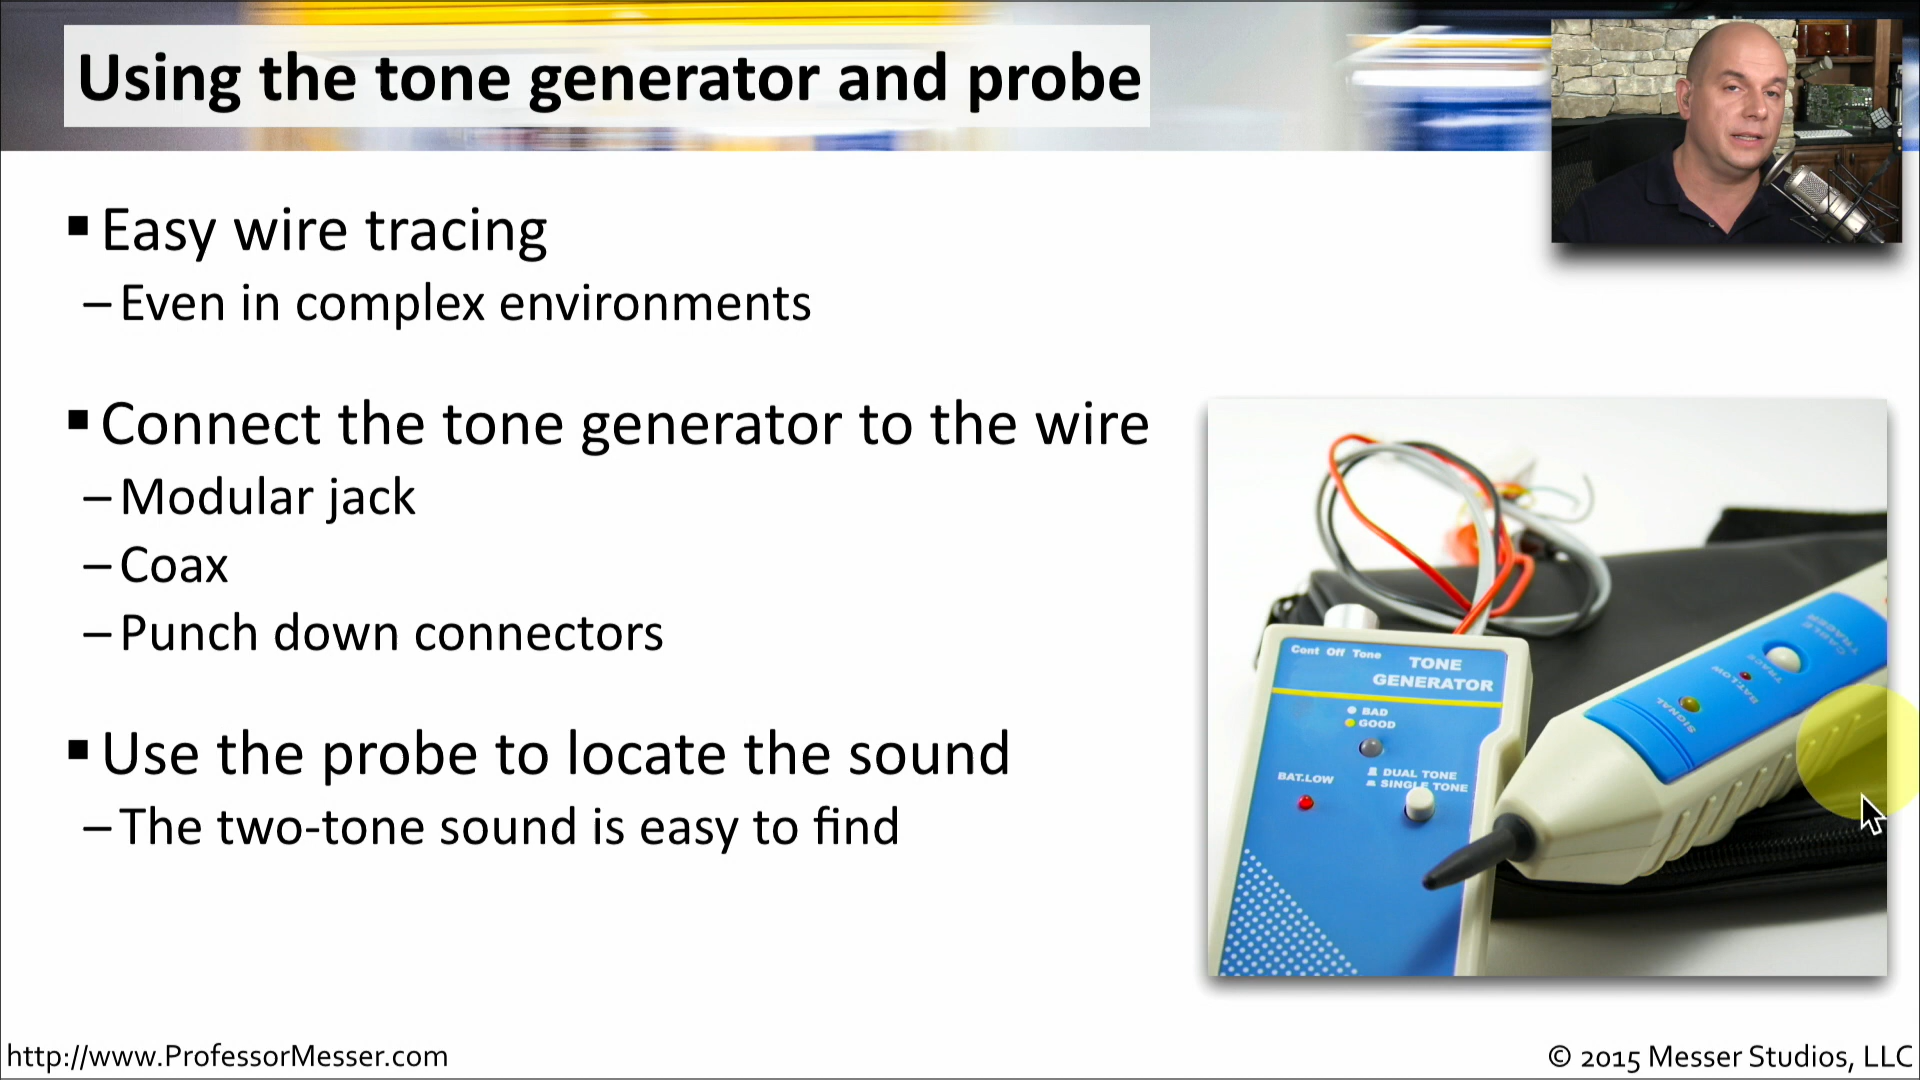 Using the tone generator and probe
▪ Easy wire tracing
– Even in complex environments
▪ Connect the tone generator to the wire
– Modular jack
– Coax
– Punch down connectors
▪ Use the probe to locate the sound
– The two-tone sound is easy to find
Cont Off Tone
TONE
GENERATOR
BAD
GOOD
BAT.LOW
DUAL TONE
SINGLE TONE
CABLE
TRACER
TRACE
BAT.LOW
SIGNAL
http://www.ProfessorMesser.com
© 2015 Messer Studios, LLC